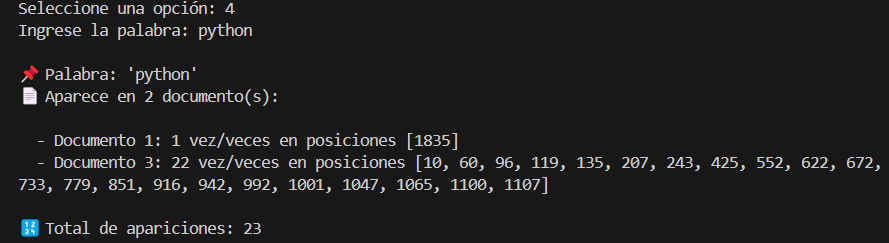 Seleccione una opción: 4
Ingrese la palabra: python
📌 Palabra: 'python'
📄 Aparece en 2 documento(s):
- Documento 1: 1 vez/veces en posiciones [1835]
- Documento 3: 22 vez/veces en posiciones [10, 60, 96, 119, 135, 207, 243, 425, 552, 622, 672,
733, 779, 851, 916, 942, 992, 1001, 1047, 1065, 1100, 1107]
🔢 Total de apariciones: 23